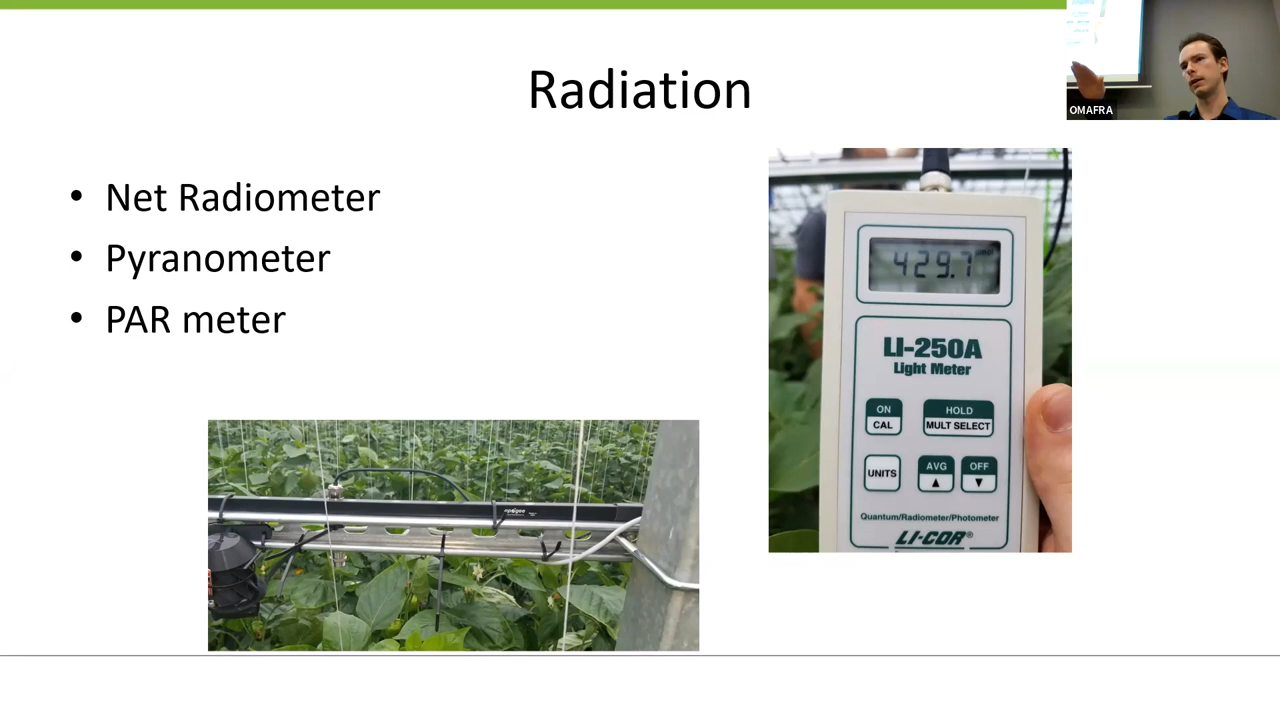 Radiation
OMAFRA
• Net Radiometer
• Pyranometer
• PAR meter
429.7
LI-250A
Light Meter
ON
CAL
HOLD
MULT SELECT
UNITS
AVG
OFF
Quantum/Radiometer/Photometer
LI-COR®
apogee